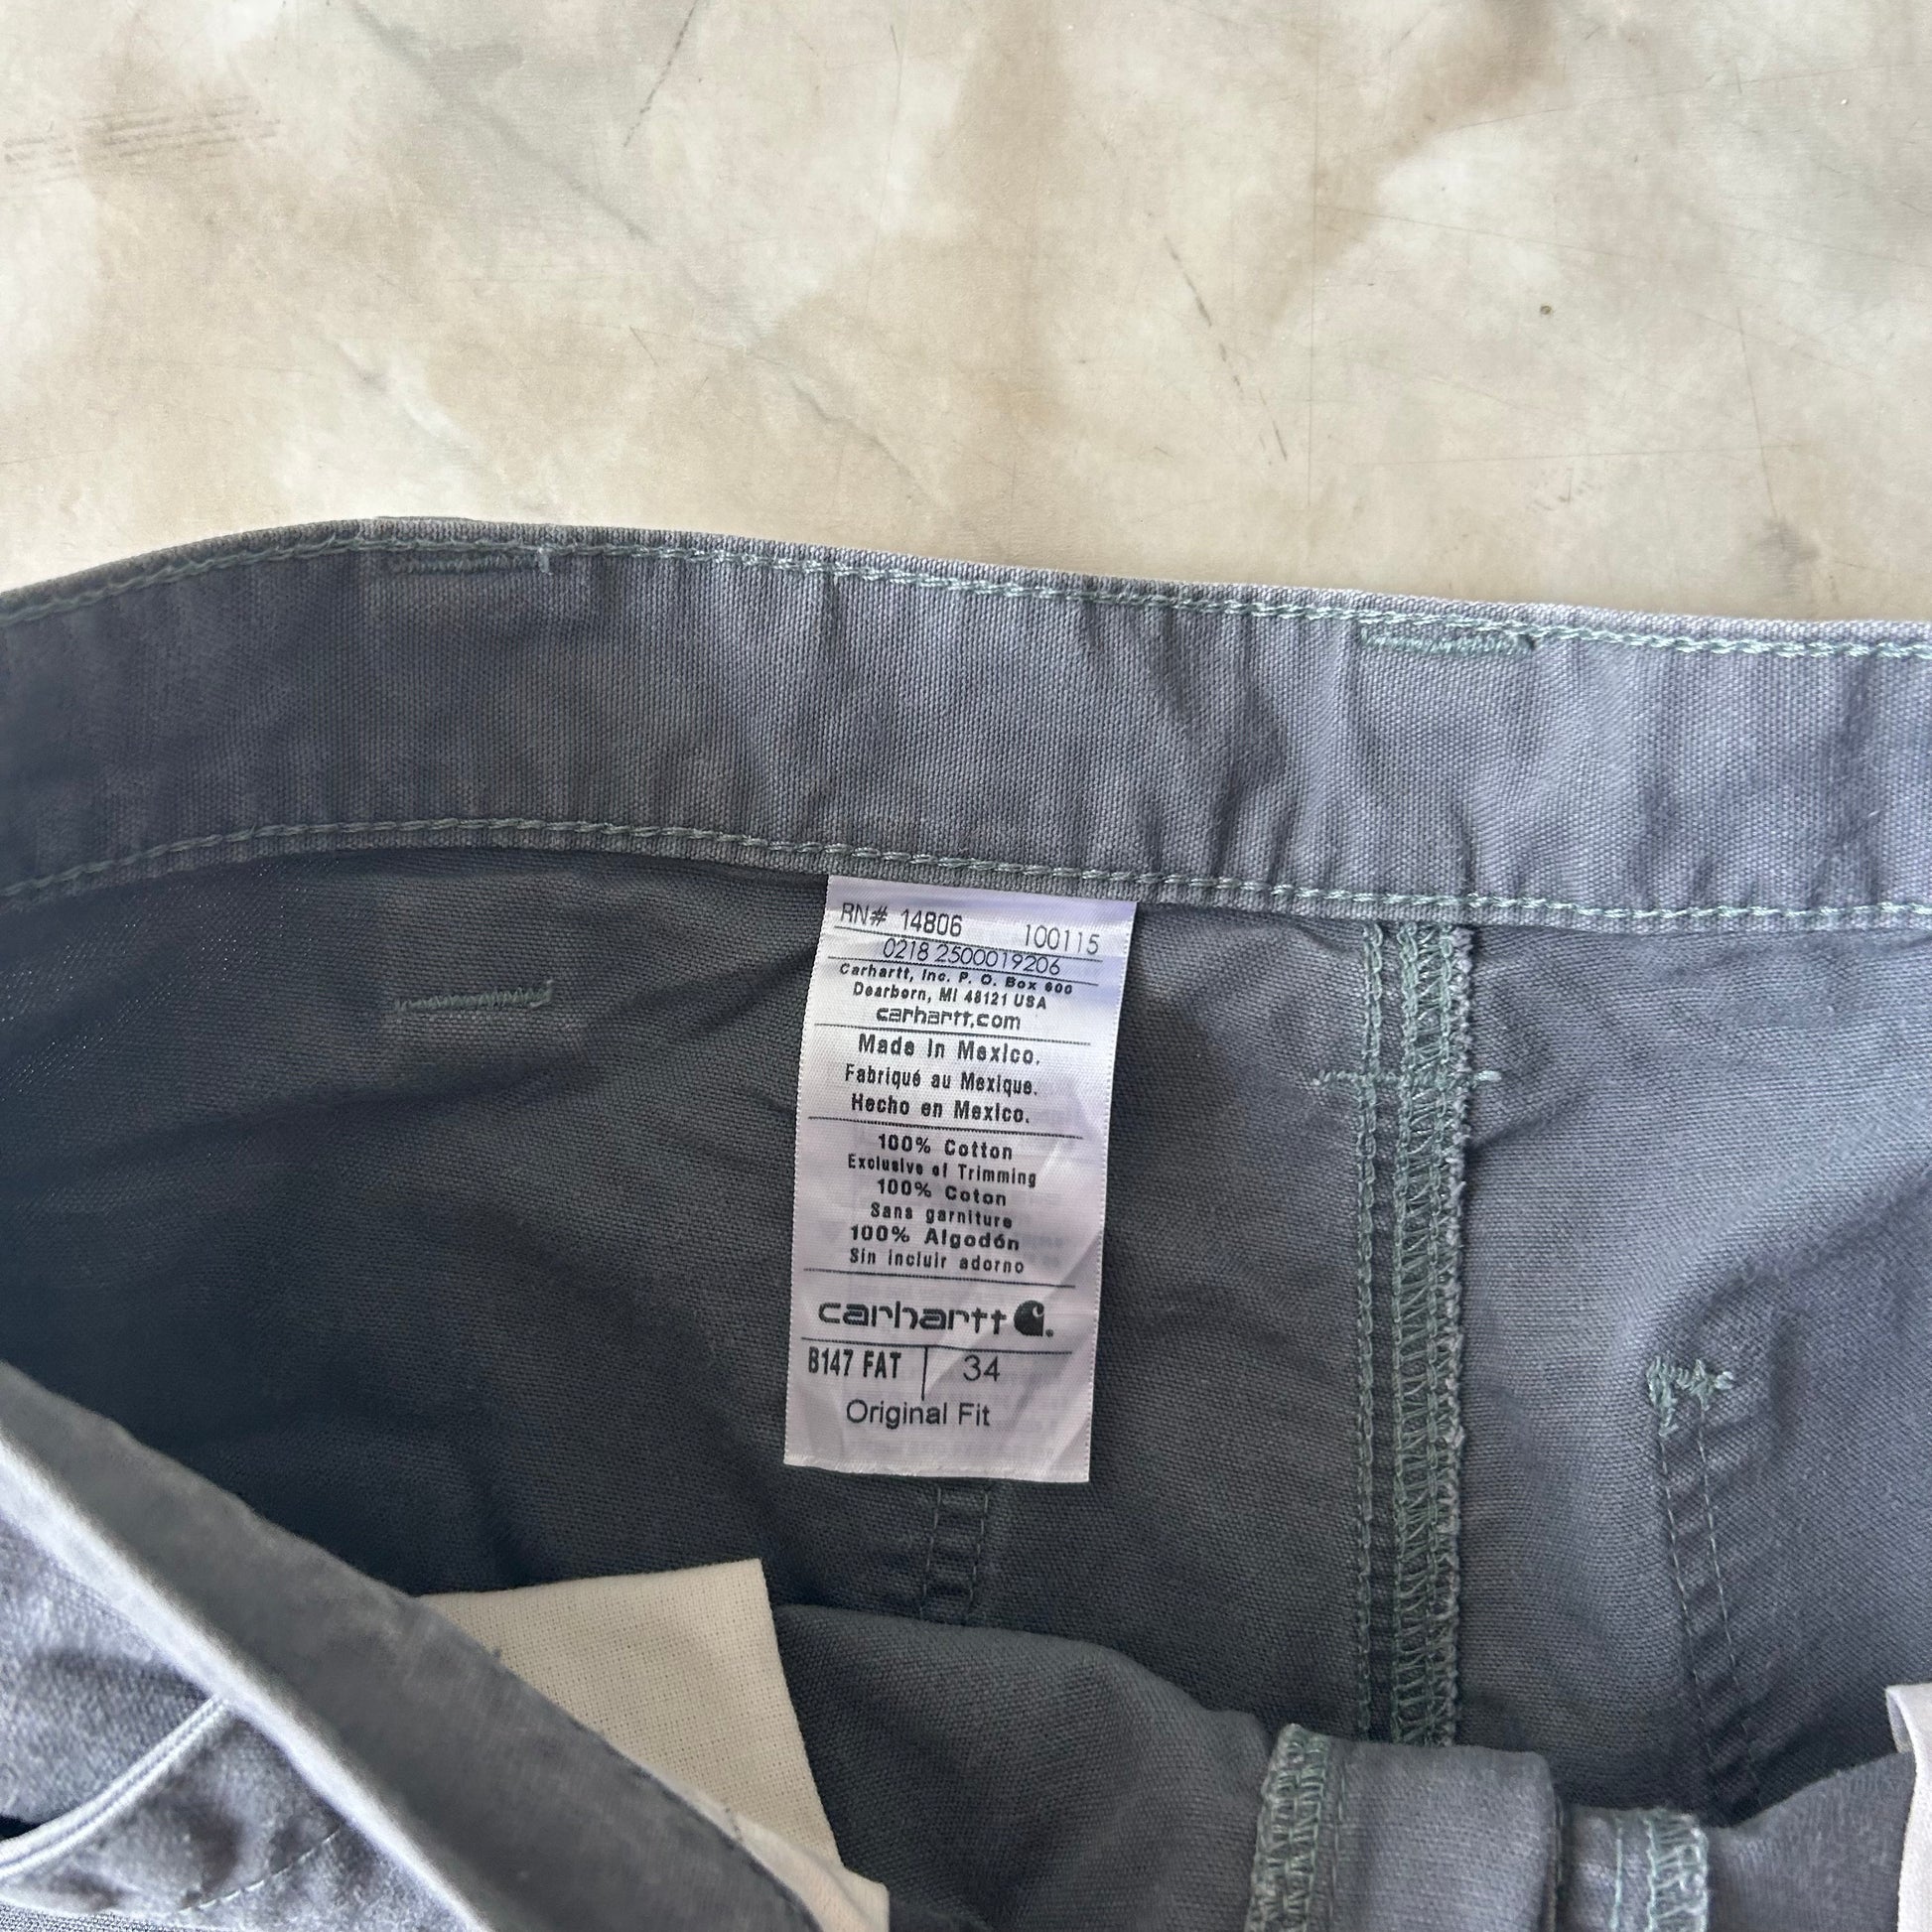 RN# 14806 100115
0218 2500019206
Carhartt, Inc. P. O. Box 600
Dearborn, MI 48121 USA
carhartt.com
Made in Mexico.
Fabriqué au Mexique.
Hecho en Mexico.
100% Cotton
Exclusive of Trimming
100% Coton
Sans garniture
100% Algodón
Sin incluir adorno
carhartt
B147 FAT 34
Original Fit